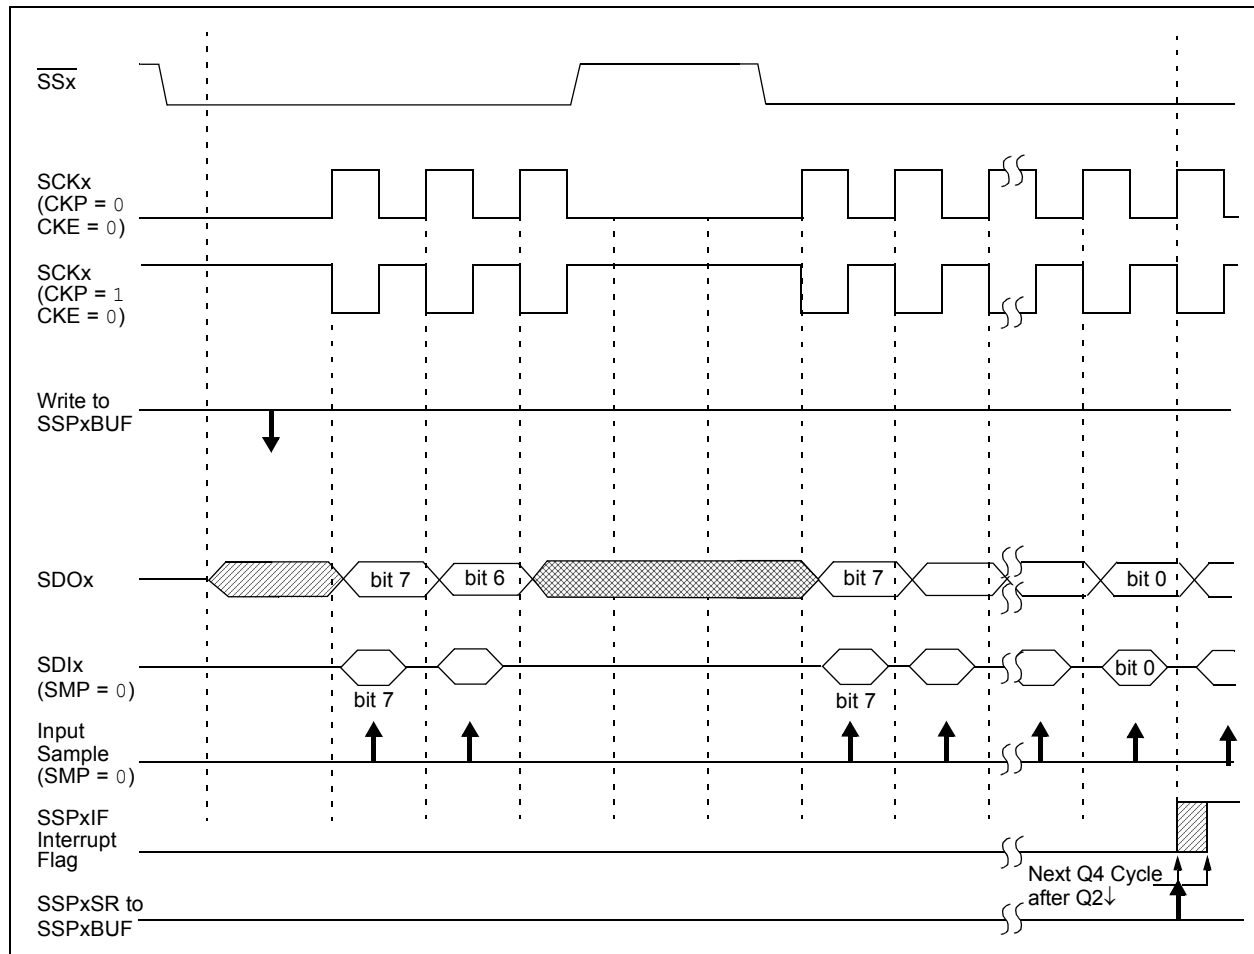 SSx
SCKx
(CKP = 0
CKE = 0)
SCKx
(CKP = 1
CKE = 0)
Write to
SSPxBUF
SDOx
bit 7
bit 6
bit 7
bit 0
SDIx
(SMP = 0)
bit 0
bit 7
bit 7
Input
Sample
(SMP = 0)
SSPxIF
Interrupt
Flag
Next Q4 Cycle
after Q2↓
SSPxSR to
SSPxBUF